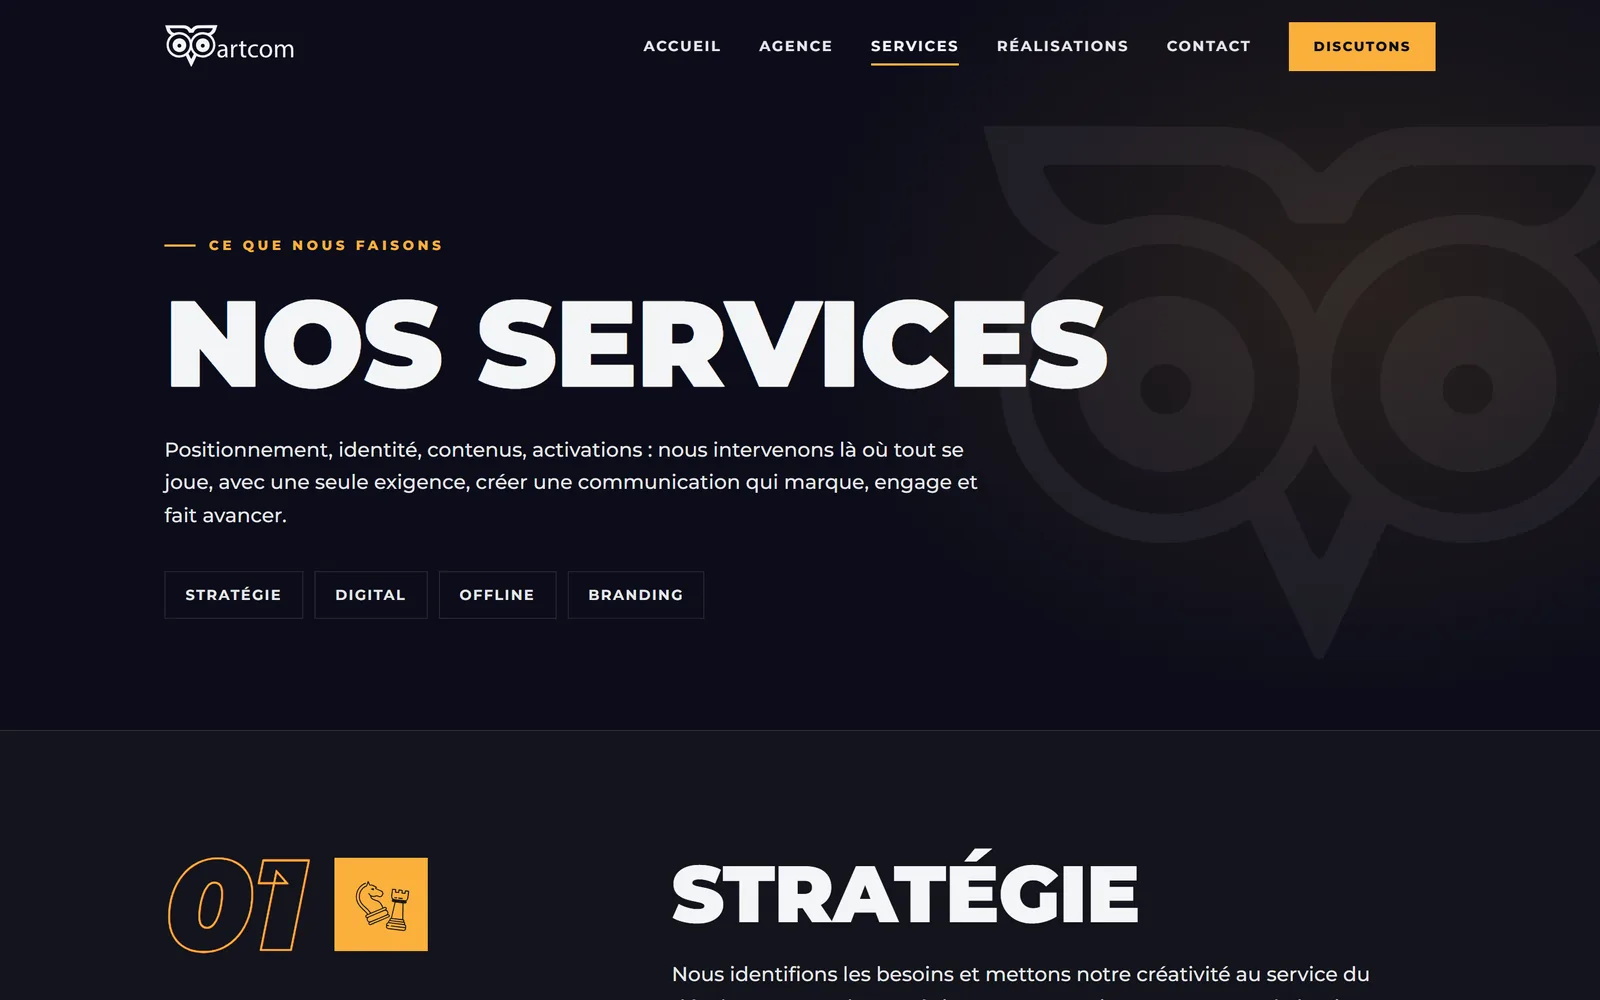 artcom
ACCUEIL AGENCE SERVICES RÉALISATIONS CONTACT DISCUTONS
CE QUE NOUS FAISONS
NOS SERVICES
Positionnement, identité, contenus, activations : nous intervenons là où tout se
joue, avec une seule exigence, créer une communication qui marque, engage et
fait avancer.
STRATÉGIE DIGITAL OFFLINE BRANDING
01
STRATÉGIE
Nous identifions les besoins et mettons notre créativité au service du